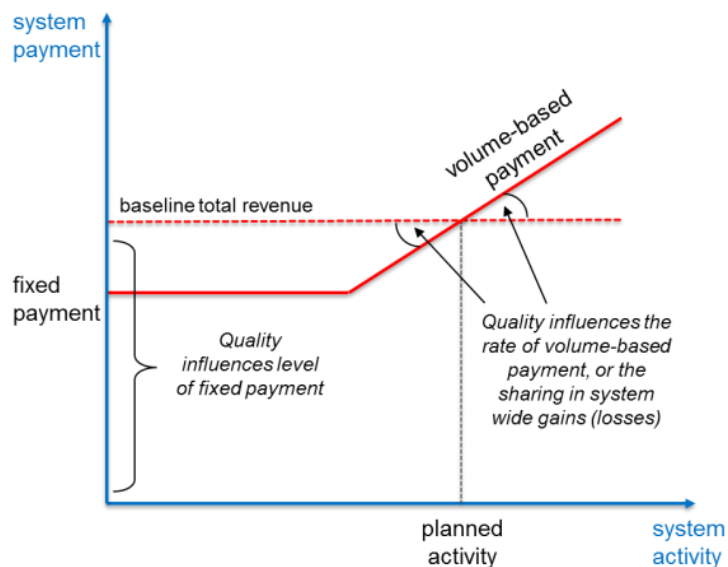 system
payment
volume-based
payment
baseline total revenue
fixed
payment
Quality
influences level
of fixed payment
Quality influences the
rate of volume-based
payment, or the
sharing in system
wide gains (losses)
planned
activity
system
activity